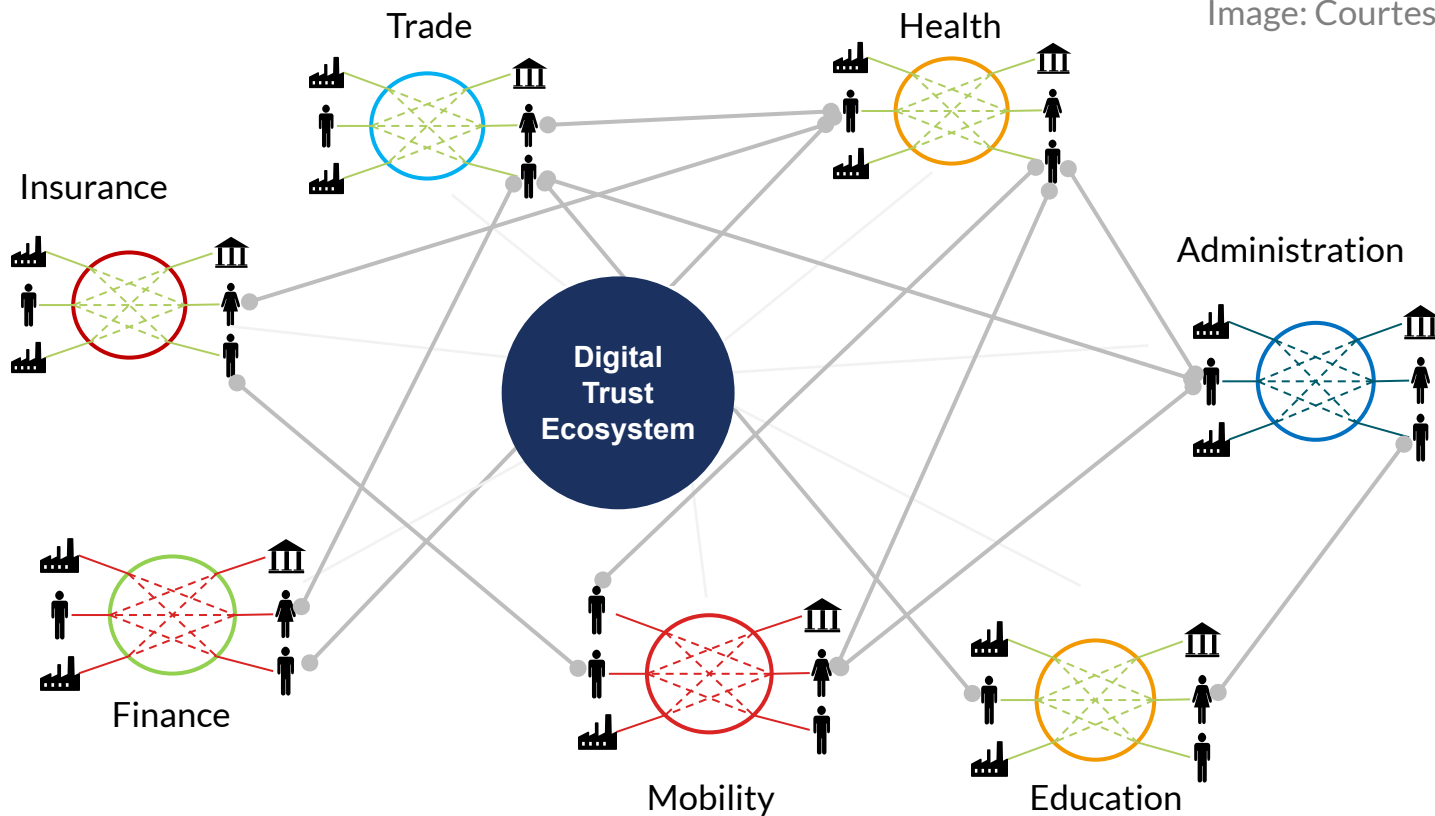 Image: Courtes
Trade
Health
Insurance
Administration
Digital
Trust
Ecosystem
Finance
Mobility
Education